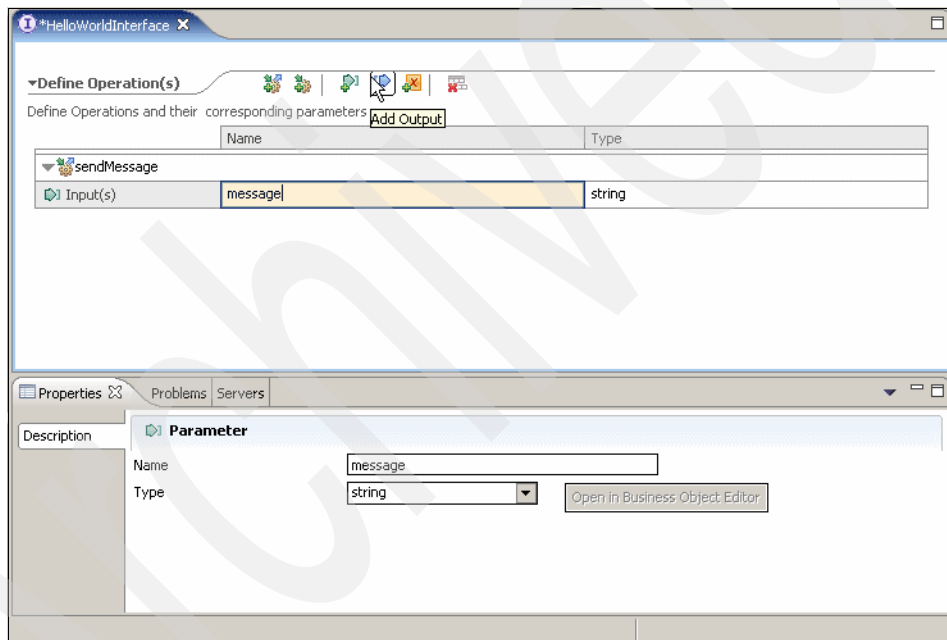 *HelloWorldInterface
Define Operation(s)
Define Operations and their corresponding parameters
Add Output
Name Type
sendMessage
Input(s) message string
Properties Problems Servers
Description
Parameter
Name message
Type string Open in Business Object Editor